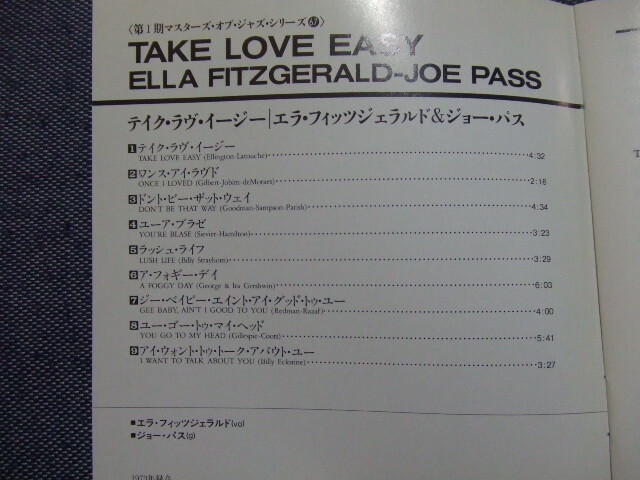 〈第1期マスターズ・オブ・ジャズ・シリーズ〉
TAKE LOVE EASY
ELLA FITZGERALD-JOE PASS
テイク・ラヴ・イージー|エラ・フィッツジェラルド&ジョー・パス
1 テイク・ラヴ・イージー
TAKE LOVE EASY (Ellington-Latouche) 4:32
2 ワンス・アイ・ラヴド
ONCE I LOVED (Gilbert-Jobim-deMoraes) 2:16
3 ドント・ビー・ザット・ウェイ
DON'T BE THAT WAY (Goodman-Sampson-Parish) 4:34
4 ユーア・ブラゼ
YOU'RE BLASE (Siever-Hamilton) 3:23
5 ラッシュ・ライフ
LUSH LIFE (Billy Strayhorn) 3:29
6 ア・フォギー・デイ
A FOGGY DAY (George & Ira Gershwin) 6:03
7 ジー・ベイビー・エイント・アイ・グッド・トゥ・ユー
GEE BABY, AIN'T I GOOD TO YOU (Redman-Razaf) 4:00
8 ユー・ゴー・トゥ・マイ・ヘッド
YOU GO TO MY HEAD (Gillespie-Coots) 5:41
9 アイ・ウォント・トゥ・トーク・アバウト・ユー
I WANT TO TALK ABOUT YOU (Billy Eckstine) 3:27
■エラ・フィッツジェラルド(vo)
■ジョー・パス(g)
1973年録音